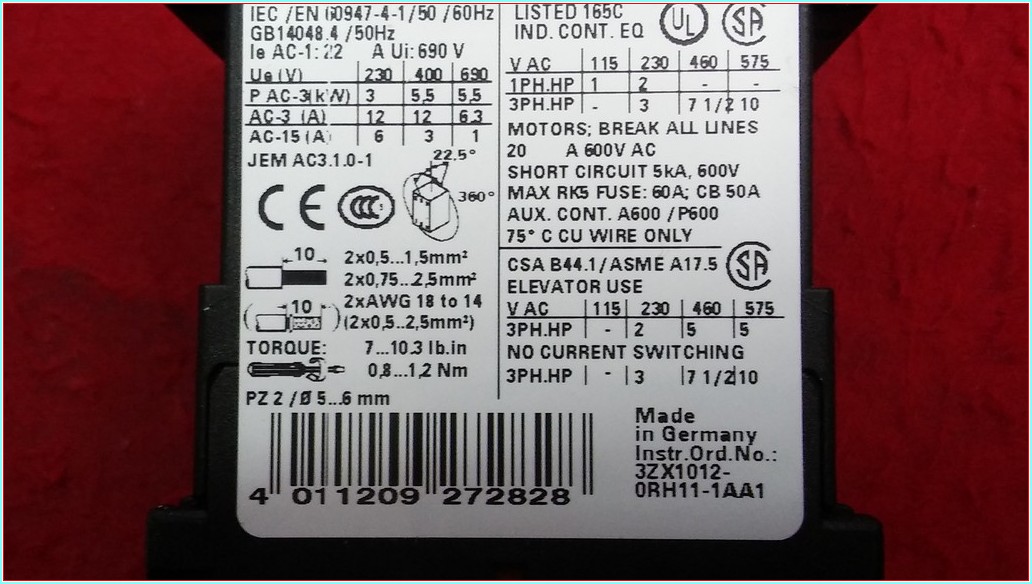 IEC /EN 60947-4-1/50 /60Hz
GB14048.4 /50Hz
Ie AC-1: 22 A Ui: 690 V
Ue (V) 230 400 690
P AC-3(kW) 3 5,5 5,5
AC-3 (A) 12 12 6.3
AC-15 (A) 6 3 1
JEM AC3.1.0-1
22.5°
360°
CE CCC
10 2x0,5...1,5mm²
2x0,75...2,5mm²
2xAWG 18 to 14
( 10 ) (2x0,5..2,5mm²)
TORQUE: 7...10.3 lb.in
0,8...1,2 Nm
PZ 2 / Ø 5...6 mm
LISTED 165C
IND. CONT. EQ
UL SA
V AC 115 230 460 575
1PH.HP 1 2 - -
3PH.HP - 3 7 1/2 10
MOTORS; BREAK ALL LINES
20 A 600V AC
SHORT CIRCUIT 5kA, 600V
MAX RK5 FUSE: 60A; CB 50A
AUX. CONT. A600 /P600
75° C CU WIRE ONLY
CSA B44.1/ASME A17.5
ELEVATOR USE
SA
V AC 115 230 460 575
3PH.HP - 2 5 5
NO CURRENT SWITCHING
3PH.HP - 3 7 1/2 10
4 011209 272828
Made
in Germany
Instr.Ord.No.:
3ZX1012-
0RH11-1AA1